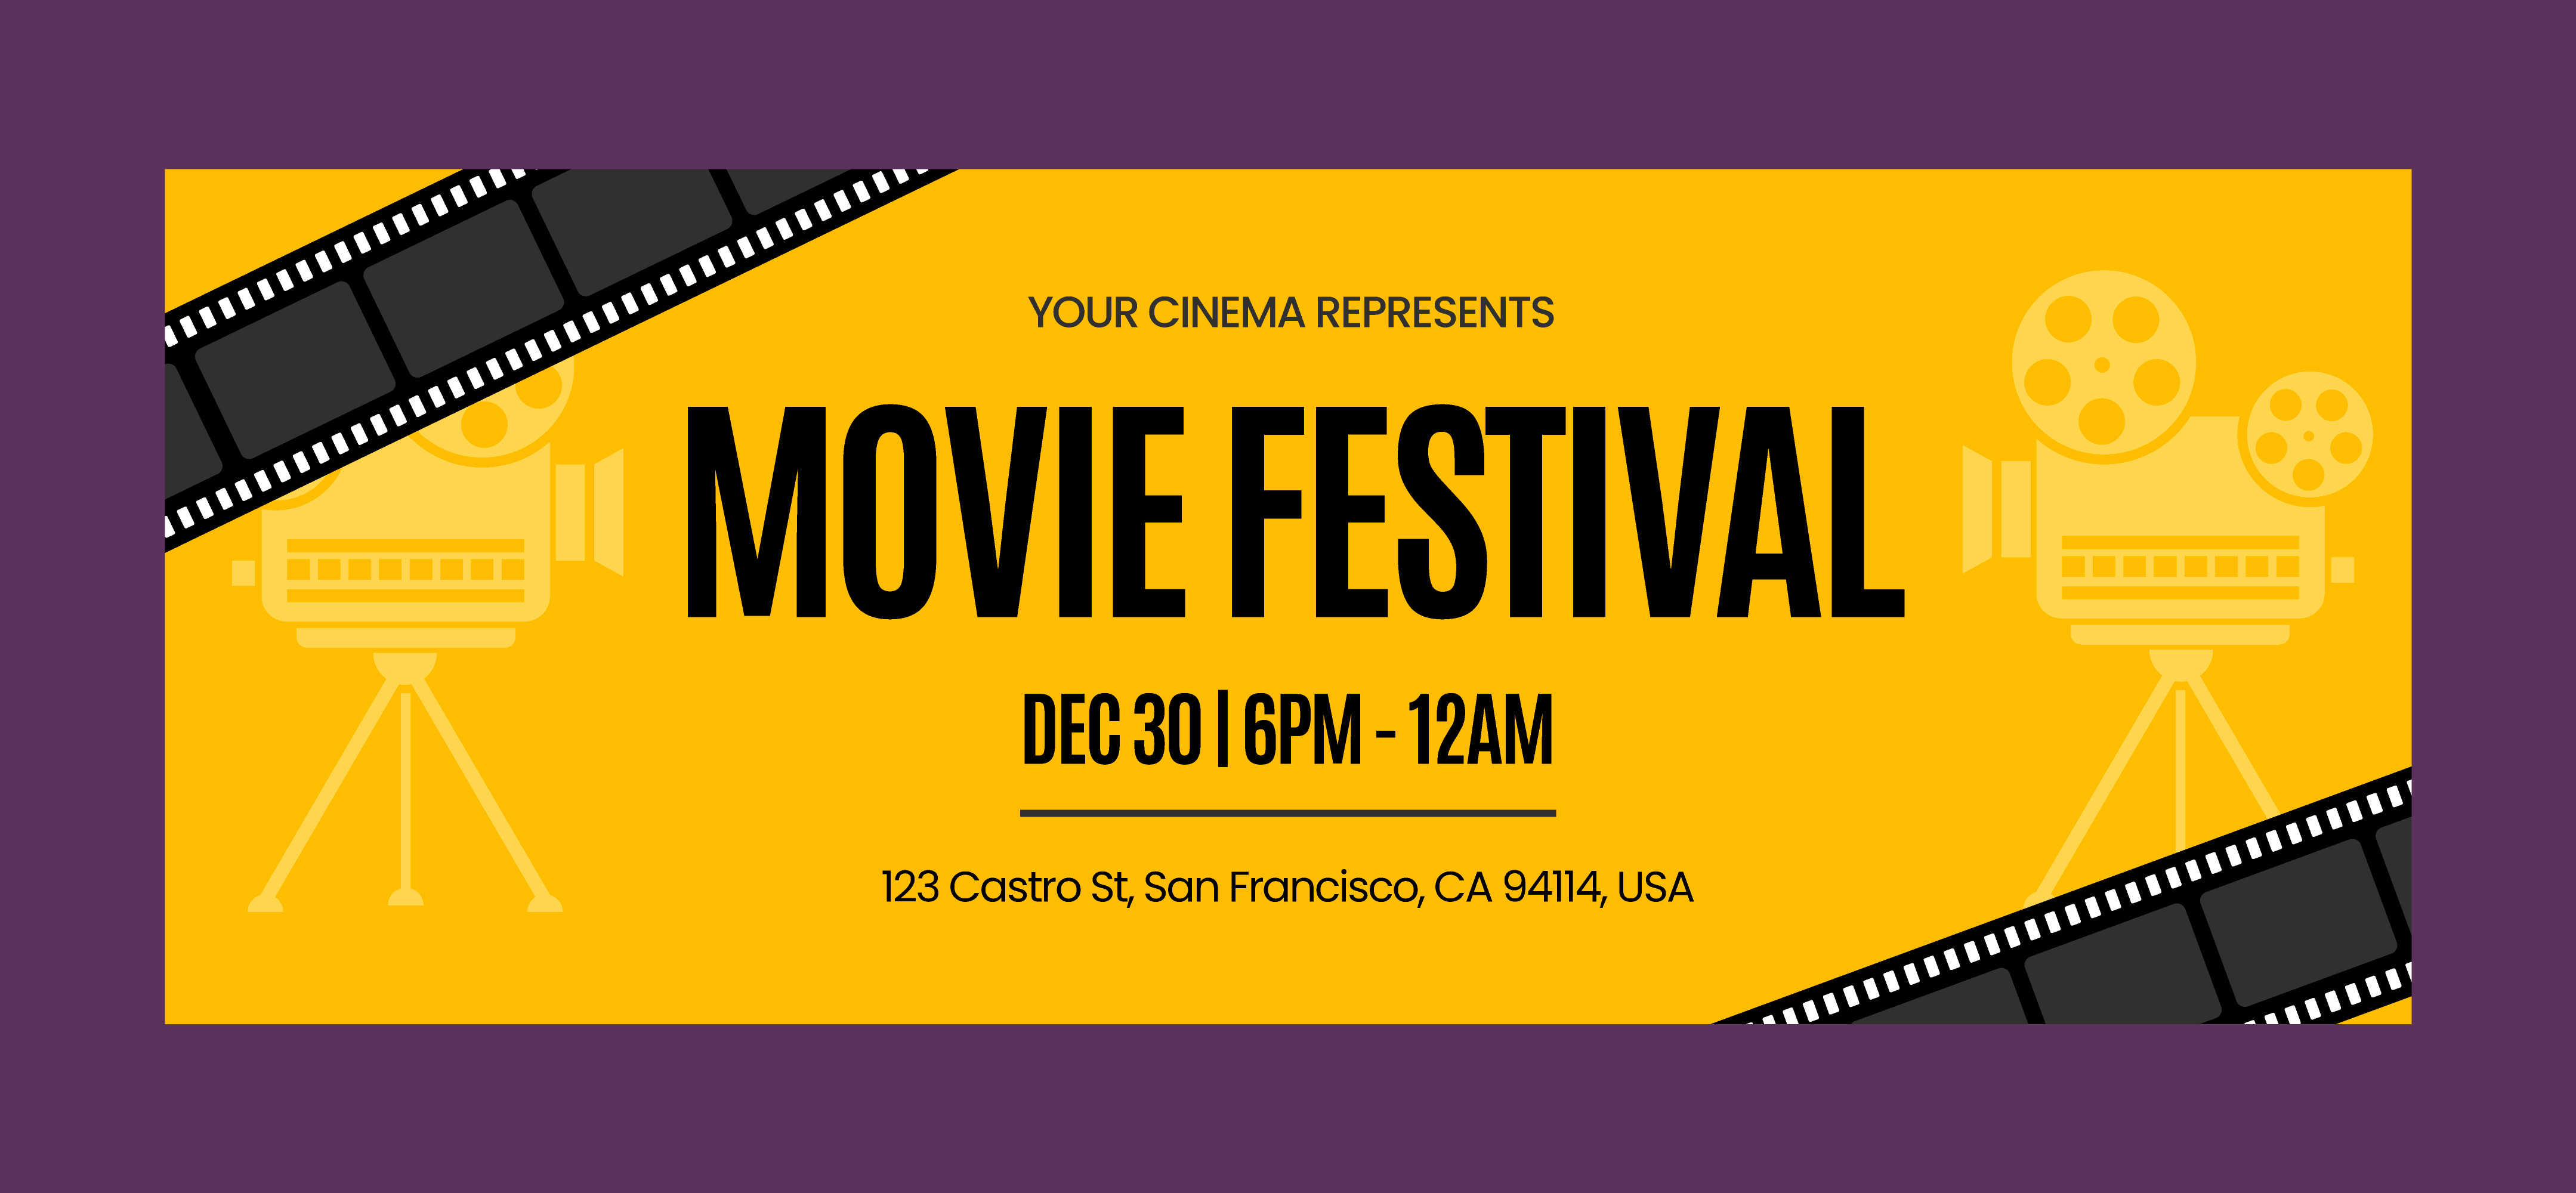 YOUR CINEMA REPRESENTS
MOVIE FESTIVAL
DEC 30 | 6PM - 12AM
123 Castro St, San Francisco, CA 94114, USA